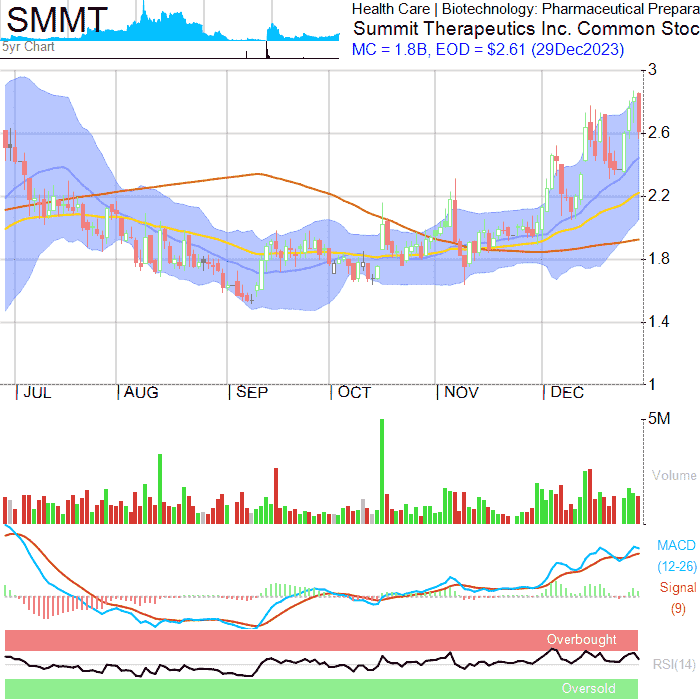 SMMT
5yr Chart
Health Care | Biotechnology: Pharmaceutical Prepara
Summit Therapeutics Inc. Common Stoc
MC = 1.8B, EOD = $2.61 (29Dec2023)
3
2.6
2.2
1.8
1.4
1
JUL
AUG
SEP
OCT
NOV
DEC
5M
Volume
MACD
(12-26)
Signal
(9)
Overbought
RSI(14)
Oversold